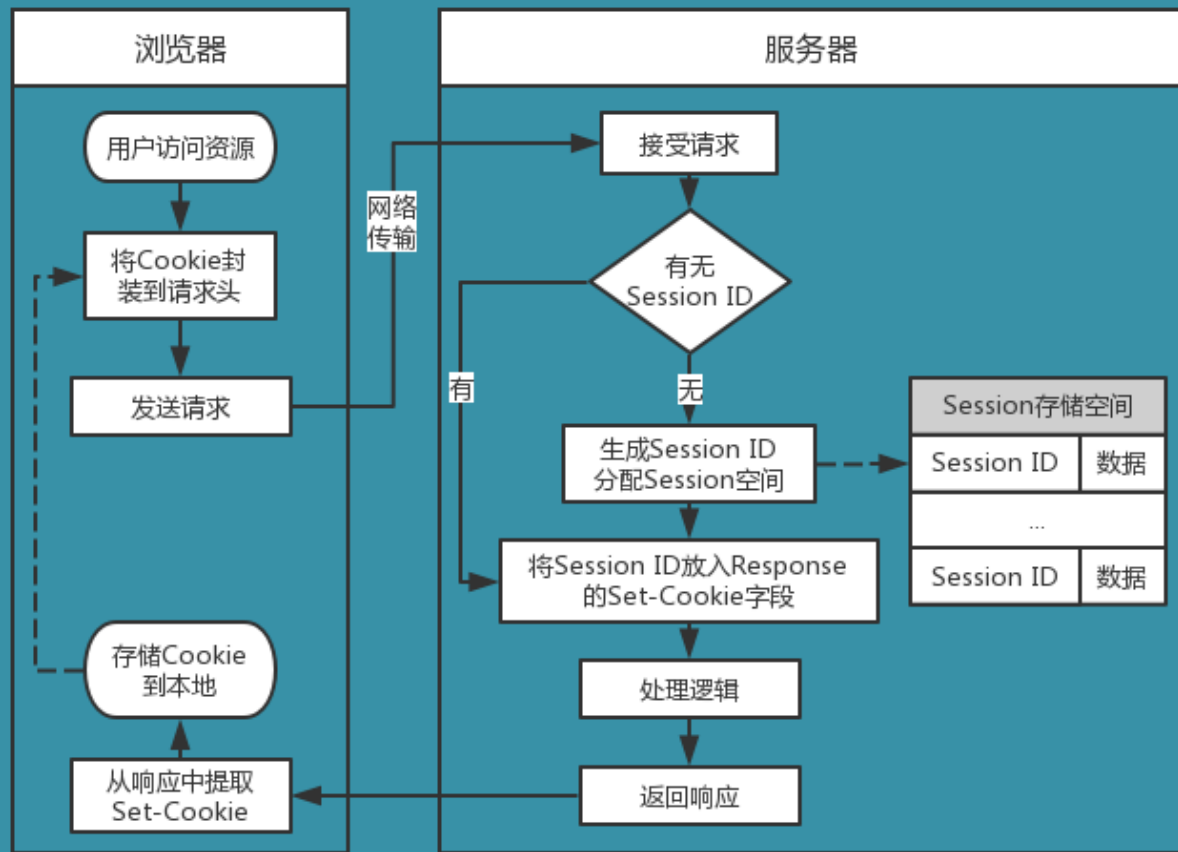 浏览器
用户访问资源
将Cookie封
装到请求头
发送请求
存储Cookie
到本地
从响应中提取
Set-Cookie
网络
传输
服务器
接受请求
有无
Session ID
有
无
生成Session ID
分配Session空间
将Session ID放入Response
的Set-Cookie字段
处理逻辑
返回响应
Session存储空间
Session ID 数据
...
Session ID 数据